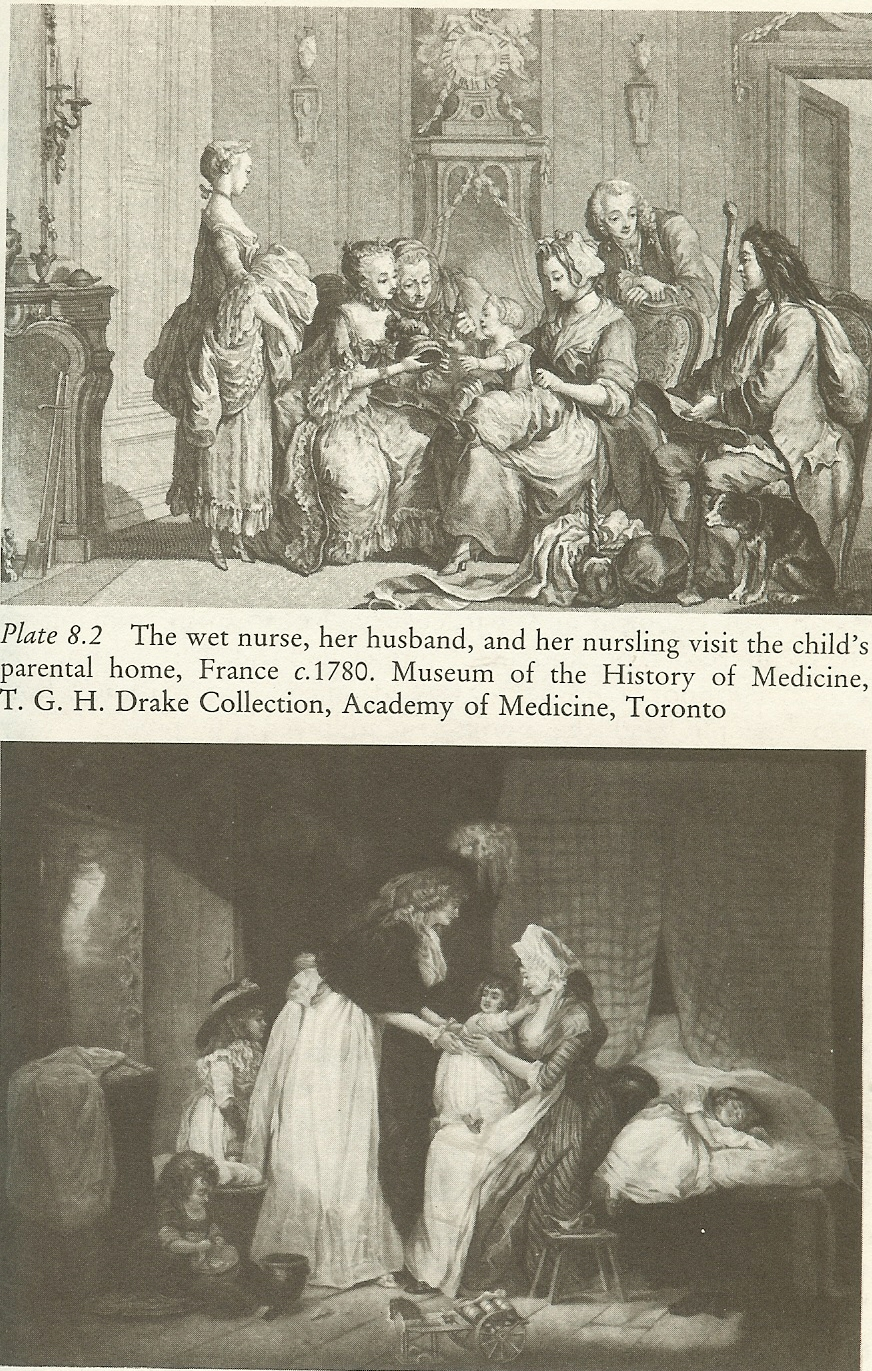 Plate 8.2 The wet nurse, her husband, and her nursling visit the child's
parental home, France c.1780. Museum of the History of Medicine,
T. G. H. Drake Collection, Academy of Medicine, Toronto